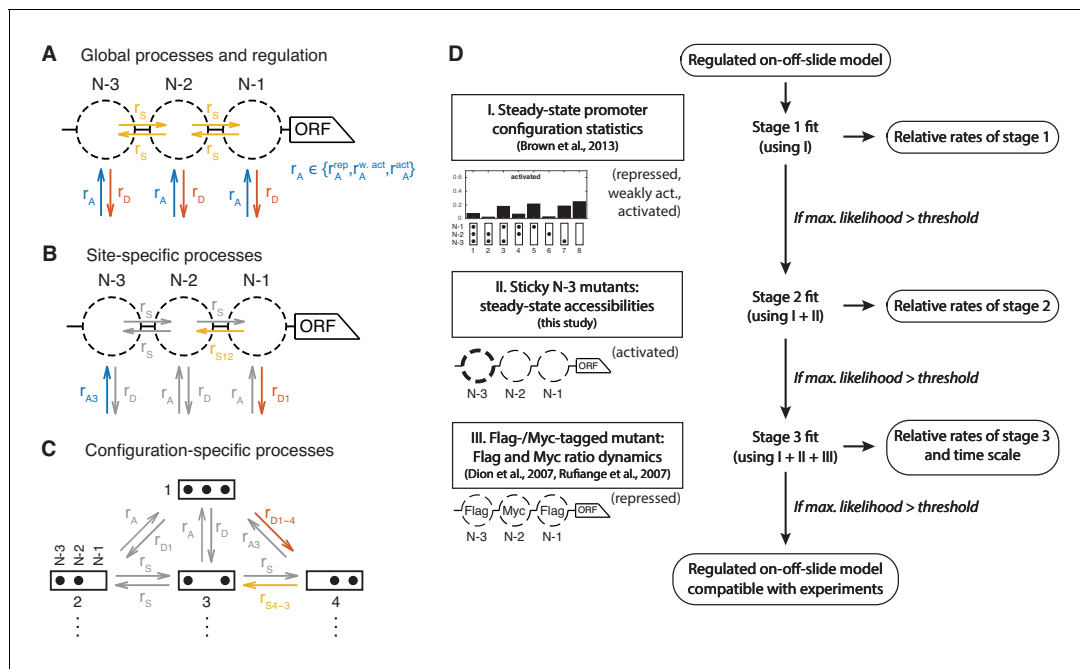 A Global processes and regulation
N-3 N-2 N-1
r_S r_S
r_S r_S
ORF
r_A r_D r_A r_D r_A r_D
r_A ∈ {r_A^rep, r_A^w. act, r_A^act}
B Site-specific processes
N-3 N-2 N-1
r_S r_S
r_S r_S12
ORF
r_A3 r_D r_A r_D r_A r_D1
C Configuration-specific processes
1
r_A r_D1 r_A r_D r_A3 r_D1-4
N-3 N-2 N-1
r_S r_S
r_S r_S4-3
2 3 4
D
Regulated on-off-slide model
I. Steady-state promoter
configuration statistics
(Brown et al., 2013)
(repressed,
weakly act.,
activated)
activated
0.6
0.4
0.2
0
N-1
N-2
N-3
1 2 3 4 5 6 7 8
Stage 1 fit
(using I)
Relative rates of stage 1
If max. likelihood > threshold
II. Sticky N-3 mutants:
steady-state accessibilities
(this study)
(activated)
ORF
N-3 N-2 N-1
Stage 2 fit
(using I + II)
Relative rates of stage 2
If max. likelihood > threshold
III. Flag-/Myc-tagged mutant:
Flag and Myc ratio dynamics
(Dion et al., 2007, Rufiange et al., 2007)
(repressed)
Flag Myc Flag ORF
N-3 N-2 N-1
Stage 3 fit
(using I + II + III)
Relative rates of stage 3
and time scale
If max. likelihood > threshold
Regulated on-off-slide model
compatible with experiments